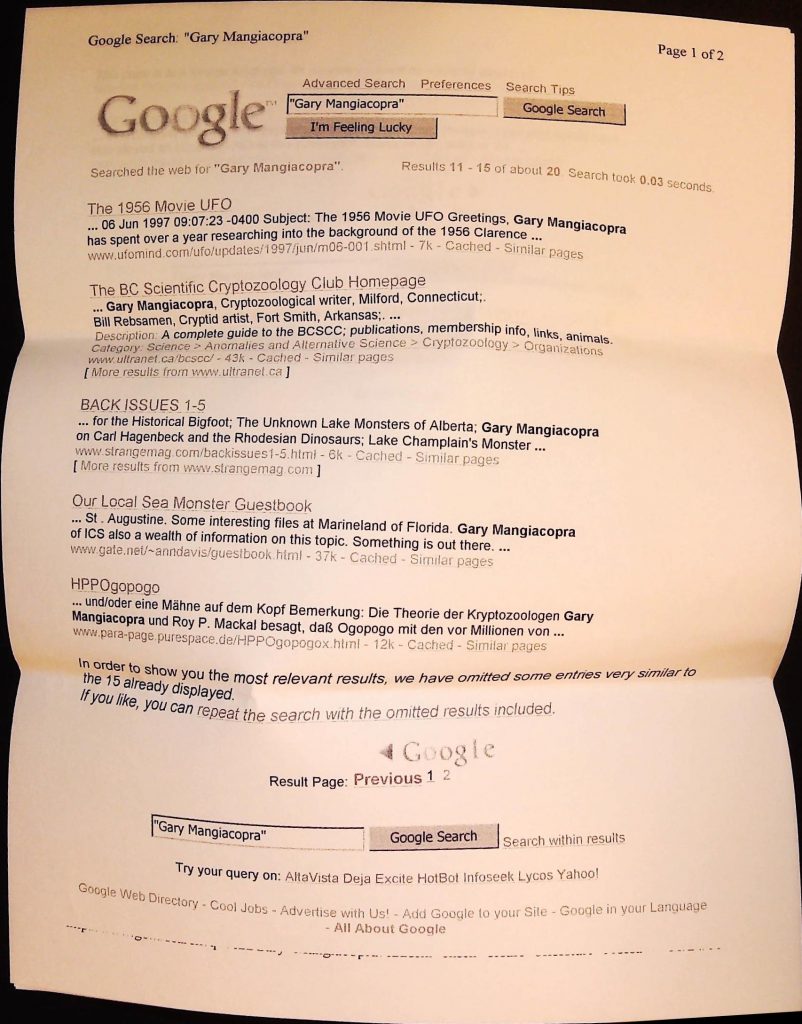 Google Search: "Gary Mangiacopra"
Page 1 of 2
Advanced Search Preferences Search Tips
Google™ "Gary Mangiacopra" Google Search
I'm Feeling Lucky
Searched the web for "Gary Mangiacopra". Results 11 - 15 of about 20. Search took 0.03 seconds.
The 1956 Movie UFO
... 06 Jun 1997 09:07:23 -0400 Subject: The 1956 Movie UFO Greetings, Gary Mangiacopra
has spent over a year researching into the background of the 1956 Clarence ...
www.ufomind.com/ufo/updates/1997/jun/m06-001.shtml - 7k - Cached - Similar pages
The BC Scientific Cryptozoology Club Homepage
... Gary Mangiacopra, Cryptozoological writer, Milford, Connecticut;.
Bill Rebsamen, Cryptid artist, Fort Smith, Arkansas;. ...
Description: A complete guide to the BCSCC; publications, membership info, links, animals.
Category: Science > Anomalies and Alternative Science > Cryptozoology > Organizations
www.ultranet.ca/bcscc/ - 43k - Cached - Similar pages
[ More results from www.ultranet.ca ]
BACK ISSUES 1-5
... for the Historical Bigfoot; The Unknown Lake Monsters of Alberta; Gary Mangiacopra
on Carl Hagenbeck and the Rhodesian Dinosaurs; Lake Champlain's Monster ...
www.strangemag.com/backissues1-5.html - 6k - Cached - Similar pages
[ More results from www.strangemag.com ]
Our Local Sea Monster Guestbook
... St . Augustine. Some interesting files at Marineland of Florida. Gary Mangiacopra
of ICS also a wealth of information on this topic. Something is out there. ...
www.gate.net/~anndavis/guestbook.html - 37k - Cached - Similar pages
HPPOgopogo
... und/oder eine Mähne auf dem Kopf Bemerkung: Die Theorie der Kryptozoologen Gary
Mangiacopra und Roy P. Mackal besagt, daß Ogopogo mit den vor Millionen von ...
www.para-page.purespace.de/HPPOgopogox.html - 12k - Cached - Similar pages
In order to show you the most relevant results, we have omitted some entries very similar to
the 15 already displayed.
If you like, you can repeat the search with the omitted results included.
Google
Result Page: Previous 1 2
"Gary Mangiacopra" Google Search Search within results
Try your query on: AltaVista Deja Excite HotBot Infoseek Lycos Yahoo!
Google Web Directory - Cool Jobs - Advertise with Us! - Add Google to your Site - Google in your Language
- All About Google